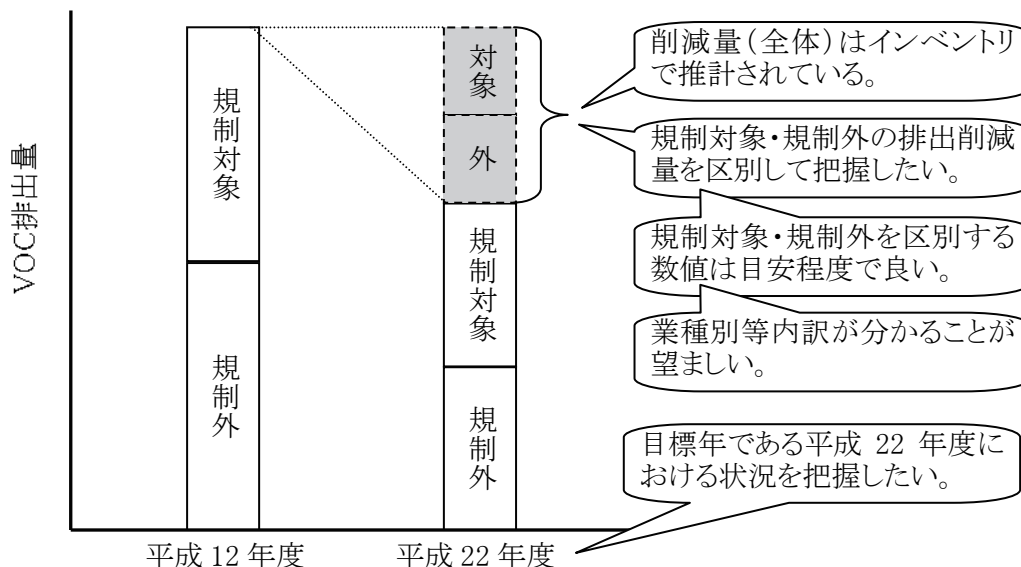 VOC排出量
規制対象
規制外
対象
外
規制対象
規制外
平成 12 年度
平成 22 年度
削減量(全体)はインベントリ
で推計されている。
規制対象・規制外の排出削減
量を区別して把握したい。
規制対象・規制外を区別する
数値は目安程度で良い。
業種別等内訳が分かることが
望ましい。
目標年である平成 22 年度に
おける状況を把握したい。